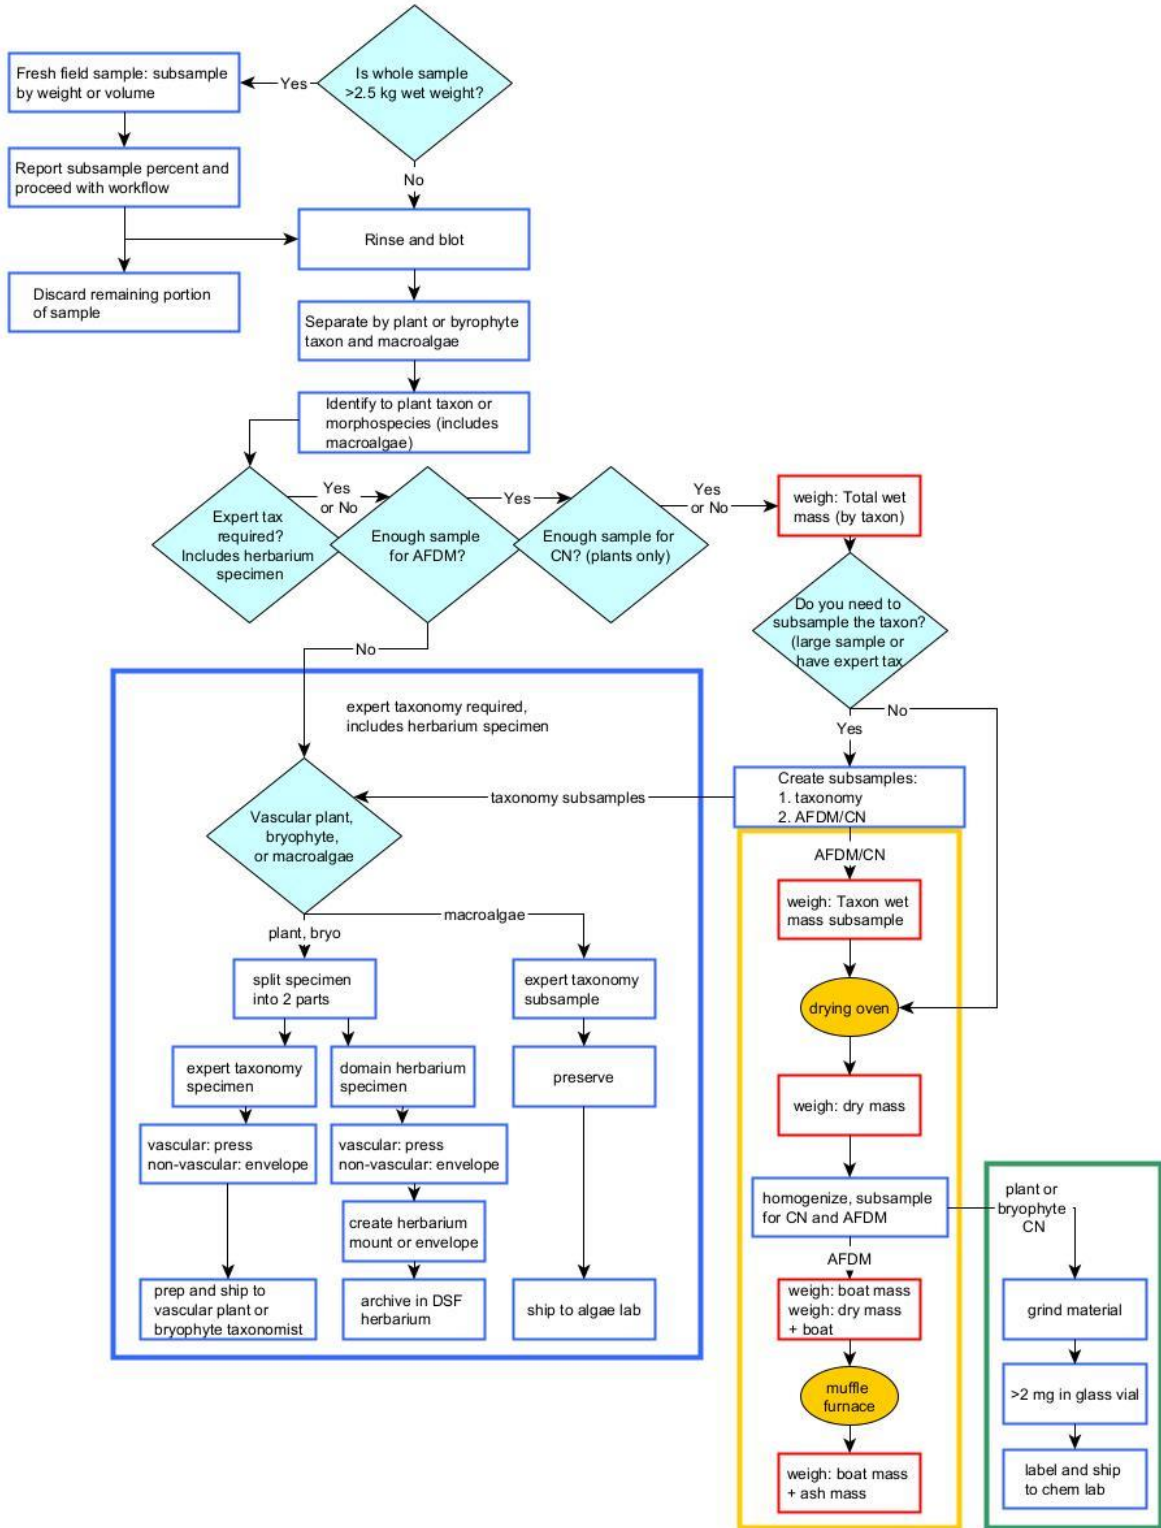 Is whole sample
>2.5 kg wet weight?
Yes
Fresh field sample: subsample
by weight or volume
Report subsample percent and
proceed with workflow
No
Rinse and blot
Discard remaining portion
of sample
Separate by plant or byrophyte
taxon and macroalgae
Identify to plant taxon or
morphospecies (includes
macroalgae)
Expert tax
required?
Includes herbarium
specimen
Yes
or No
Enough sample
for AFDM?
Yes
Enough sample for
CN? (plants only)
Yes
or No
weigh: Total wet
mass (by taxon)
Do you need to
subsample the taxon?
(large sample or
have expert tax
No
No
Yes
expert taxonomy required,
includes herbarium specimen
Create subsamples:
1. taxonomy
2. AFDM/CN
taxonomy subsamples
Vascular plant,
bryophyte,
or macroalgae
AFDM/CN
weigh: Taxon wet
mass subsample
macroalgae
plant, bryo
split specimen
into 2 parts
expert taxonomy
subsample
drying oven
expert taxonomy
specimen
domain herbarium
specimen
preserve
weigh: dry mass
vascular: press
non-vascular: envelope
vascular: press
non-vascular: envelope
homogenize, subsample
for CN and AFDM
plant or
bryophyte
CN
create herbarium
mount or envelope
AFDM
prep and ship to
vascular plant or
bryophyte taxonomist
archive in DSF
herbarium
ship to algae lab
weigh: boat mass
weigh: dry mass
+ boat
grind material
muffle
furnace
>2 mg in glass vial
weigh: boat mass
+ ash mass
label and ship
to chem lab